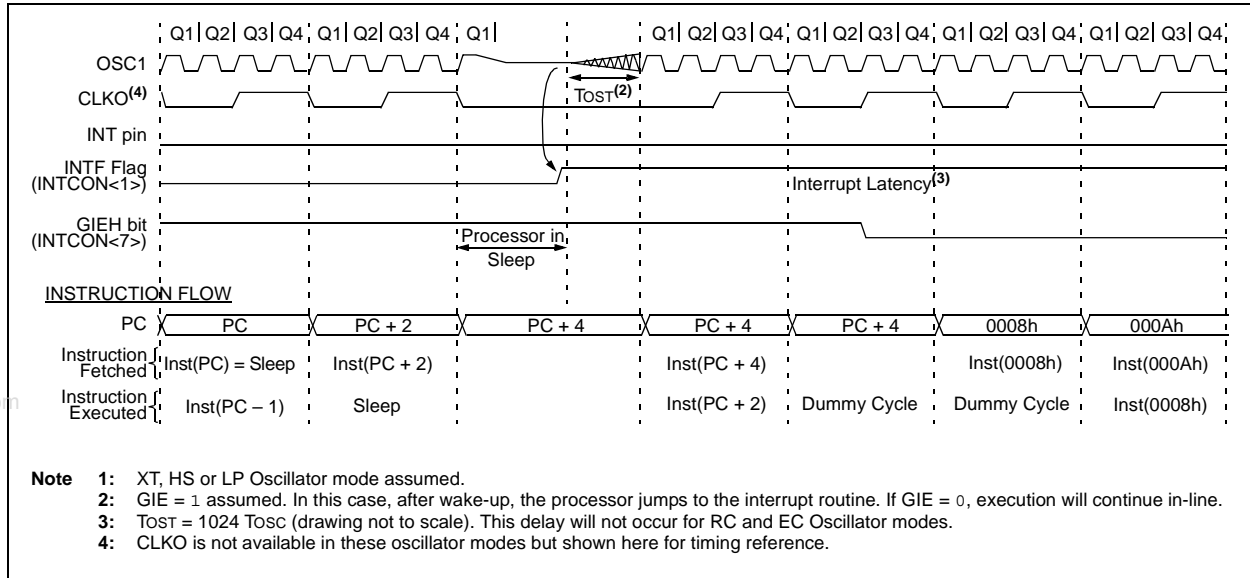 Q1 Q2 Q3 Q4 Q1 Q2 Q3 Q4 Q1 Q1 Q2 Q3 Q4 Q1 Q2 Q3 Q4 Q1 Q2 Q3 Q4 Q1 Q2 Q3 Q4
OSC1
CLKO(4)
TOST(2)
INT pin
INTF Flag
(INTCON<1>)
Interrupt Latency(3)
GIEH bit
(INTCON<7>)
Processor in
Sleep
INSTRUCTION FLOW
PC PC PC + 2 PC + 4 PC + 4 PC + 4 0008h 000Ah
Instruction
Fetched
Inst(PC) = Sleep Inst(PC + 2) Inst(PC + 4) Inst(0008h) Inst(000Ah)
Instruction
Executed
Inst(PC – 1) Sleep Inst(PC + 2) Dummy Cycle Dummy Cycle Inst(0008h)
om
Note 1: XT, HS or LP Oscillator mode assumed.
2: GIE = 1 assumed. In this case, after wake-up, the processor jumps to the interrupt routine. If GIE = 0, execution will continue in-line.
3: TOST = 1024 TOSC (drawing not to scale). This delay will not occur for RC and EC Oscillator modes.
4: CLKO is not available in these oscillator modes but shown here for timing reference.